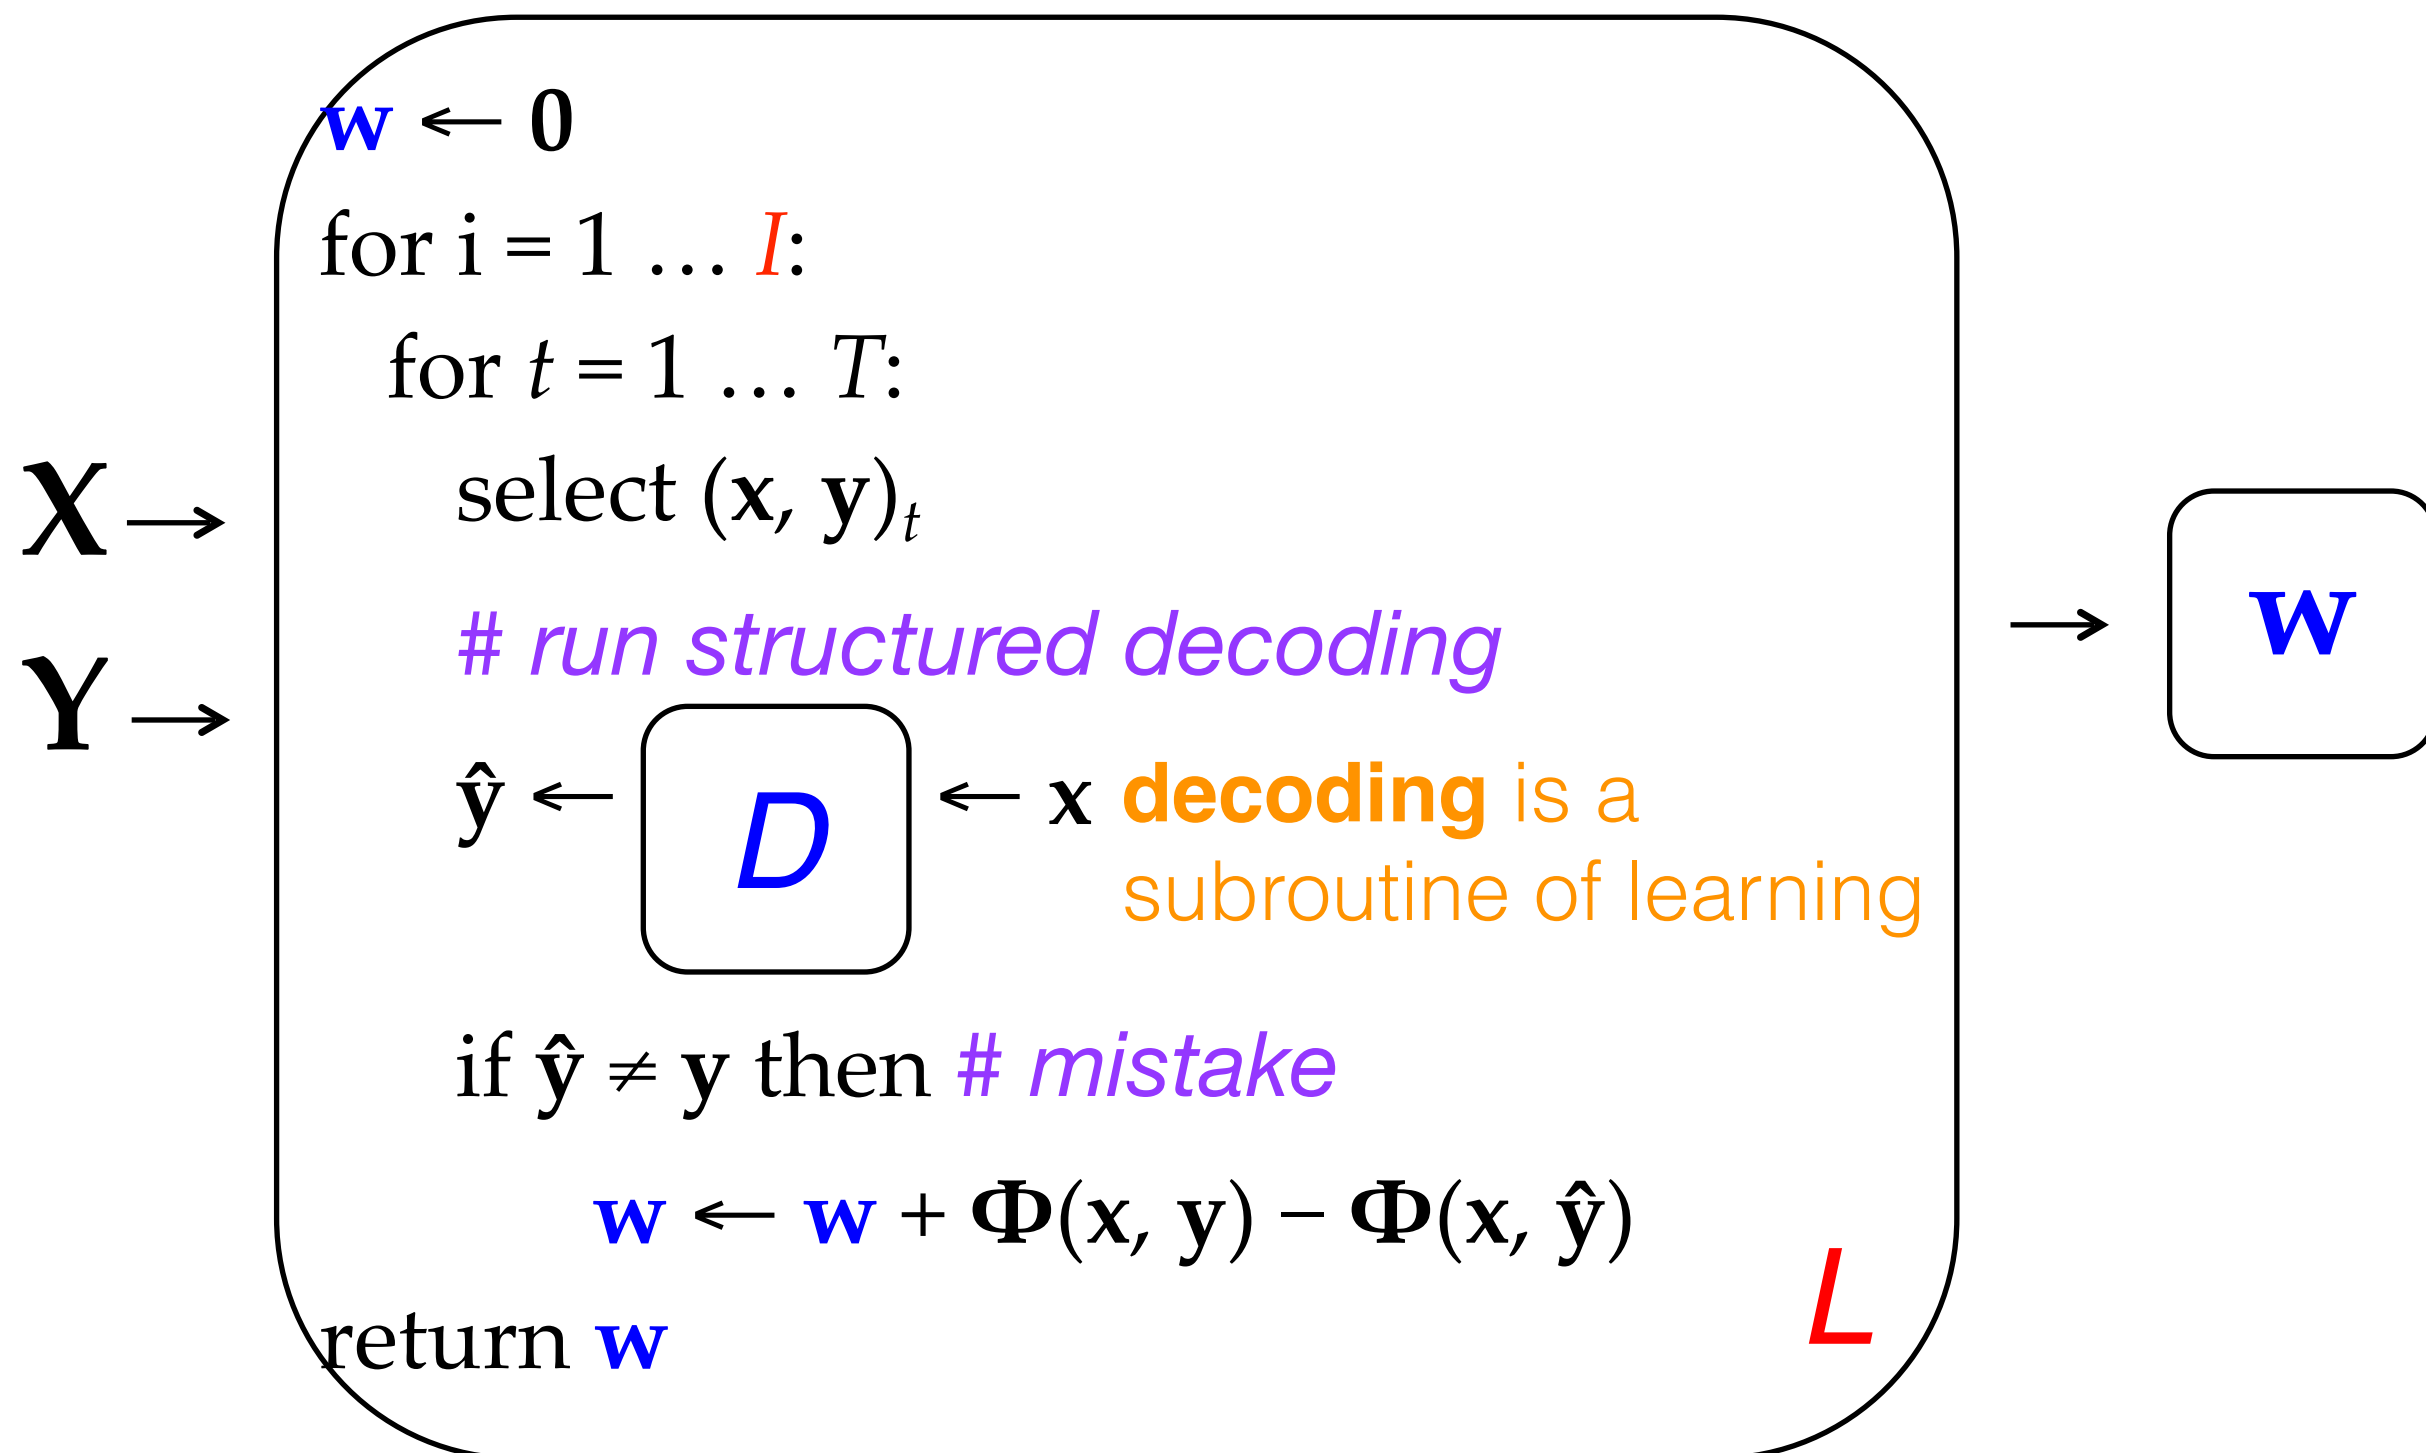 w ← 0
for i = 1 … I:
for t = 1 … T:
select (x, y)ₜ
X →
# run structured decoding
Y →
ŷ ← D ← x decoding is a
subroutine of learning
if ŷ ≠ y then # mistake
w ← w + Φ(x, y) − Φ(x, ŷ)
return w
L
→ w